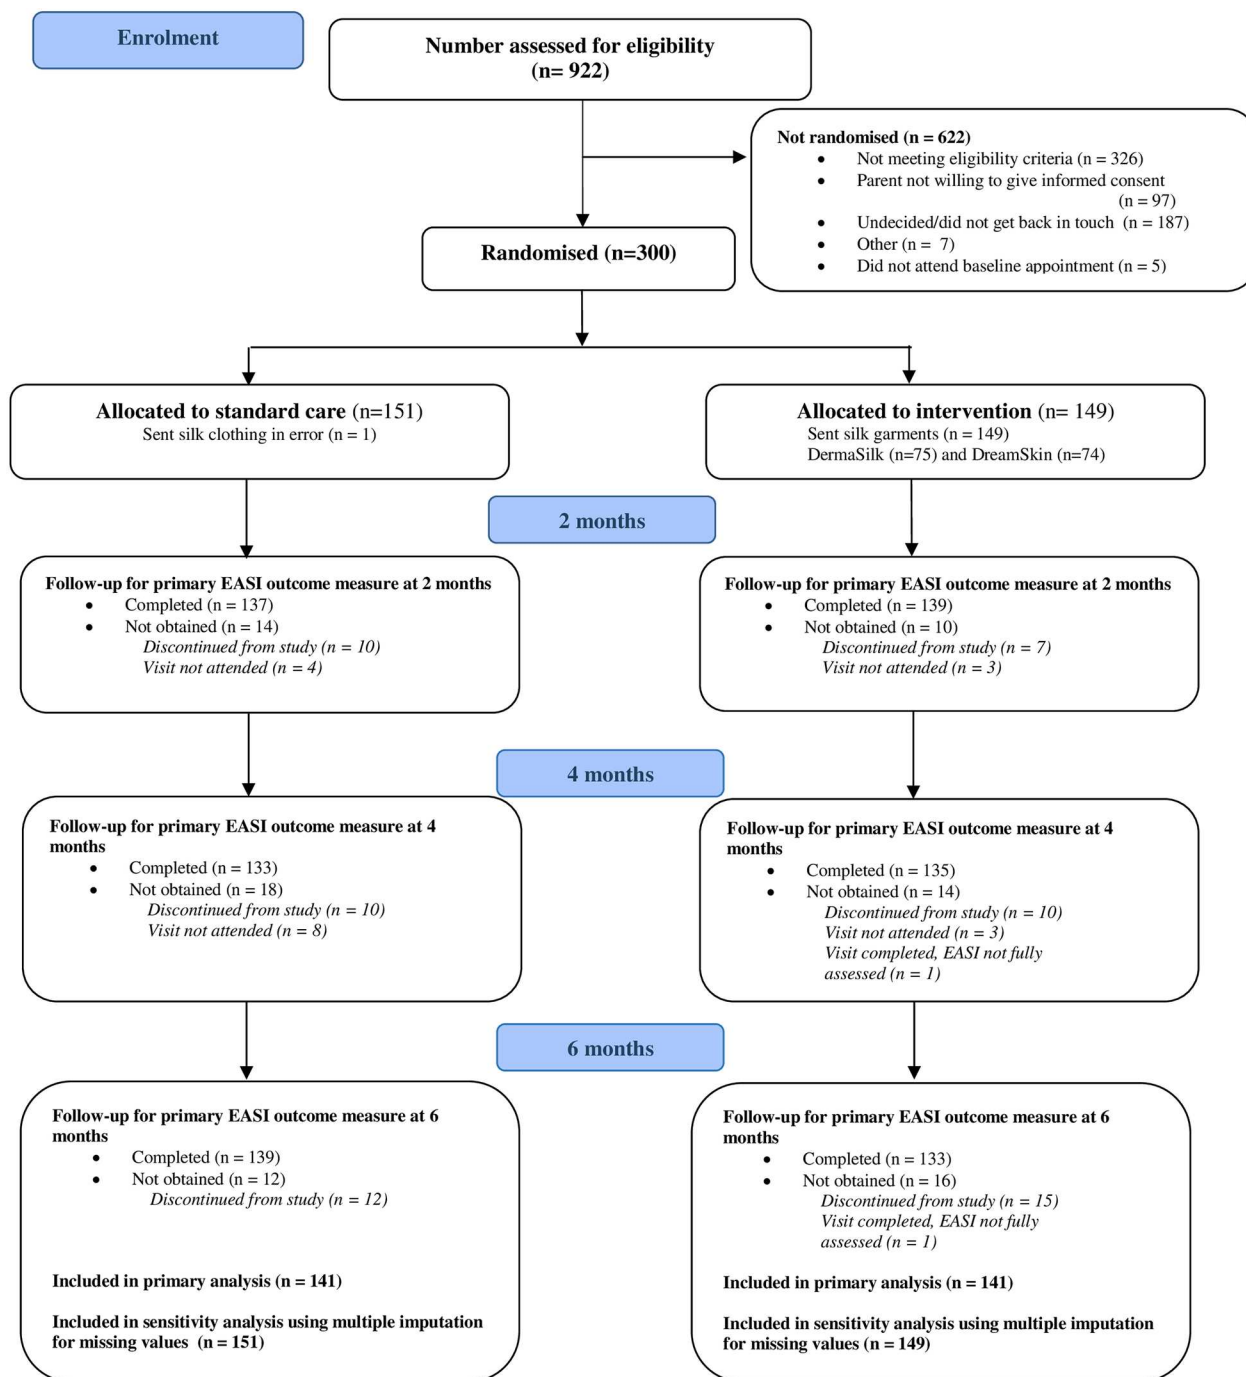 Enrolment
Number assessed for eligibility
(n= 922)
Not randomised (n = 622)
• Not meeting eligibility criteria (n = 326)
• Parent not willing to give informed consent
(n = 97)
• Undecided/did not get back in touch (n = 187)
• Other (n = 7)
• Did not attend baseline appointment (n = 5)
Randomised (n=300)
Allocated to standard care (n=151)
Sent silk clothing in error (n = 1)
Allocated to intervention (n= 149)
Sent silk garments (n = 149)
DermaSilk (n=75) and DreamSkin (n=74)
2 months
Follow-up for primary EASI outcome measure at 2 months
• Completed (n = 137)
• Not obtained (n = 14)
Discontinued from study (n = 10)
Visit not attended (n = 4)
Follow-up for primary EASI outcome measure at 2 months
• Completed (n = 139)
• Not obtained (n = 10)
Discontinued from study (n = 7)
Visit not attended (n = 3)
4 months
Follow-up for primary EASI outcome measure at 4
months
• Completed (n = 133)
• Not obtained (n = 18)
Discontinued from study (n = 10)
Visit not attended (n = 8)
Follow-up for primary EASI outcome measure at 4
months
• Completed (n = 135)
• Not obtained (n = 14)
Discontinued from study (n = 10)
Visit not attended (n = 3)
Visit completed, EASI not fully
assessed (n = 1)
6 months
Follow-up for primary EASI outcome measure at 6
months
• Completed (n = 139)
• Not obtained (n = 12)
Discontinued from study (n = 12)
Included in primary analysis (n = 141)
Included in sensitivity analysis using multiple imputation
for missing values (n = 151)
Follow-up for primary EASI outcome measure at 6
months
• Completed (n = 133)
• Not obtained (n = 16)
Discontinued from study (n = 15)
Visit completed, EASI not fully
assessed (n = 1)
Included in primary analysis (n = 141)
Included in sensitivity analysis using multiple imputation
for missing values (n = 149)